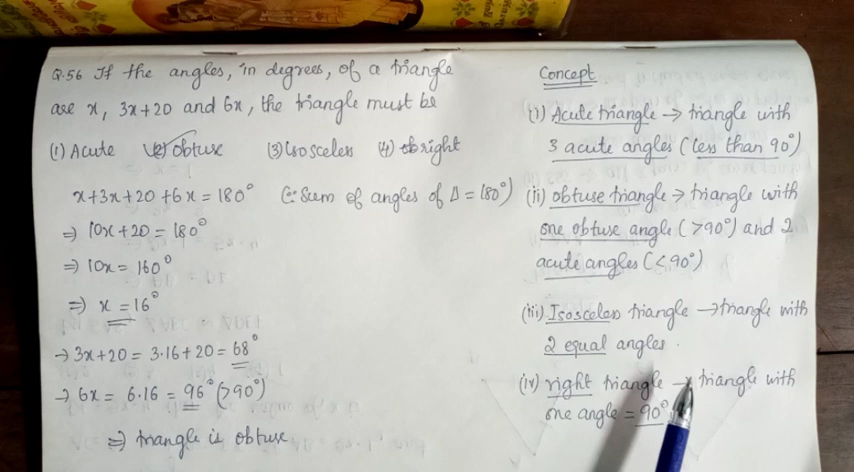 Q.56 If the angles, in degrees, of a triangle
are x, 3x+20 and 6x, the triangle must be
(1) Acute (2) obtuse (3) Isosceles (4) right
x+3x+20+6x = 180° (∵ Sum of angles of Δ = 180°)
⇒ 10x+20 = 180°
⇒ 10x = 160°
⇒ x = 16°
→ 3x+20 = 3·16+20 = 68°
→ 6x = 6·16 = 96° (>90°)
⇒ triangle is obtuse
Concept
(i) Acute triangle → triangle with
3 acute angles (less than 90°)
(ii) obtuse triangle → triangle with
one obtuse angle (>90°) and 2
acute angles (<90°)
(iii) Isosceles triangle → triangle with
2 equal angles.
(iv) right triangle → triangle with
one angle = 90°